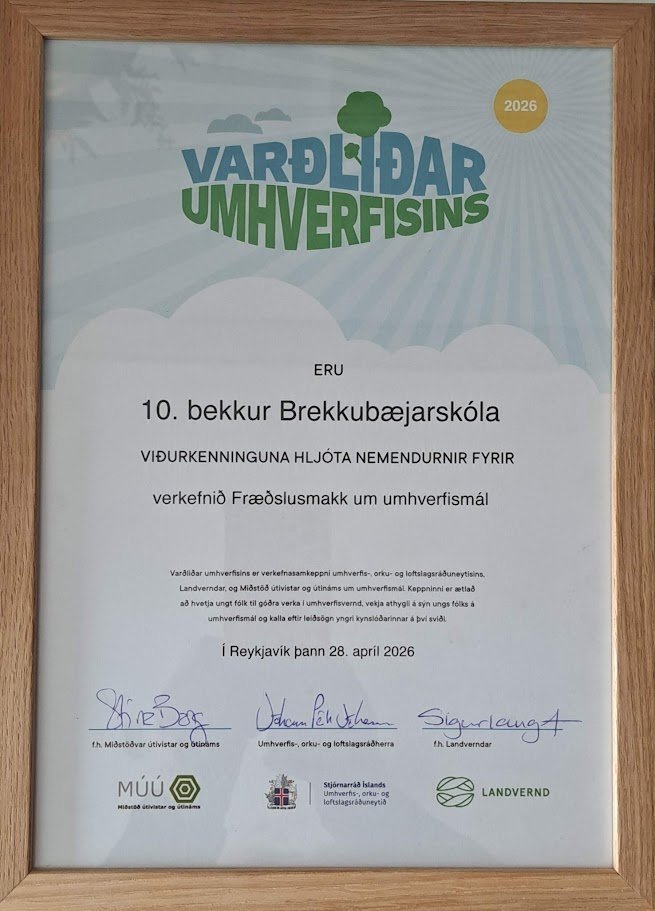 2026
VARÐLIÐAR
UMHVERFISINS
ERU
10. bekkur Brekkubæjarskóla
VIÐURKENNINGUNA HLJÓTA NEMENDURNIR FYRIR
verkefnið Fræðslusmakk um umhverfismál
Varðliðar umhverfisins er verkefnasamkeppni umhverfis-, orku- og loftslagsráðuneytisins,
Landverndar, og Miðstöð útivistar og útináms um umhverfismál. Keppninni er ætlað
að hvetja ungt fólk til góðra verka í umhverfisvernd, vekja athygli á sýn ungs fólks á
umhverfismál og kalla eftir leiðsögn yngri kynslóðarinnar á því sviði.
Í Reykjavík þann 28. apríl 2026
f.h. Miðstöðvar útivistar og útináms
Umhverfis-, orku- og loftslagsráðherra
Sigurlaug A
f.h. Landverndar
MÚÚ
Miðstöð útivistar og útináms
Stjórnarráð Íslands
Umhverfis-, orku- og
loftslagsráðuneytið
LANDVERND